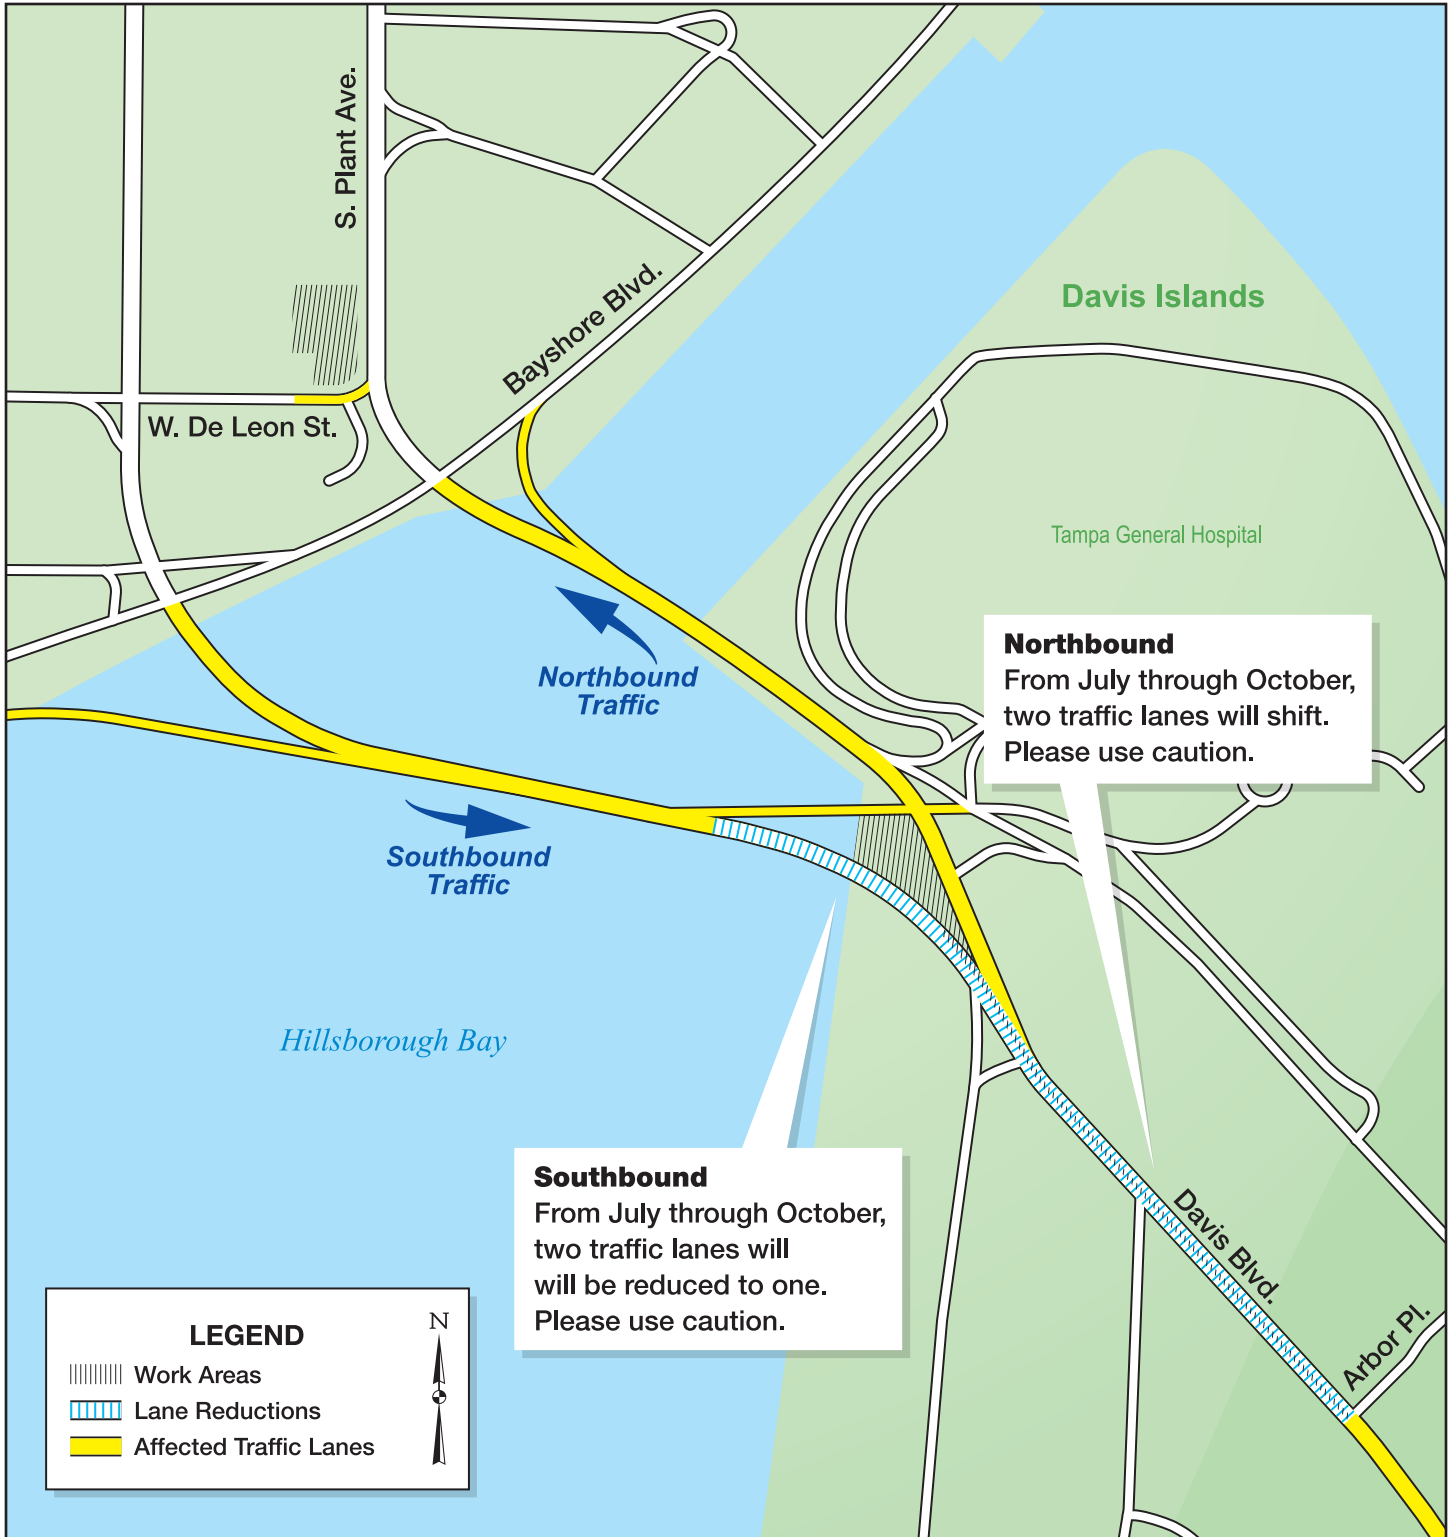 S. Plant Ave.
Bayshore Blvd.
Davis Islands
W. De Leon St.
Tampa General Hospital
Northbound
From July through October,
two traffic lanes will shift.
Please use caution.
Northbound
Traffic
Southbound
Traffic
Hillsborough Bay
Southbound
From July through October,
two traffic lanes will
will be reduced to one.
Please use caution.
Davis Blvd.
Arbor Pl.
LEGEND
N
Work Areas
Lane Reductions
Affected Traffic Lanes